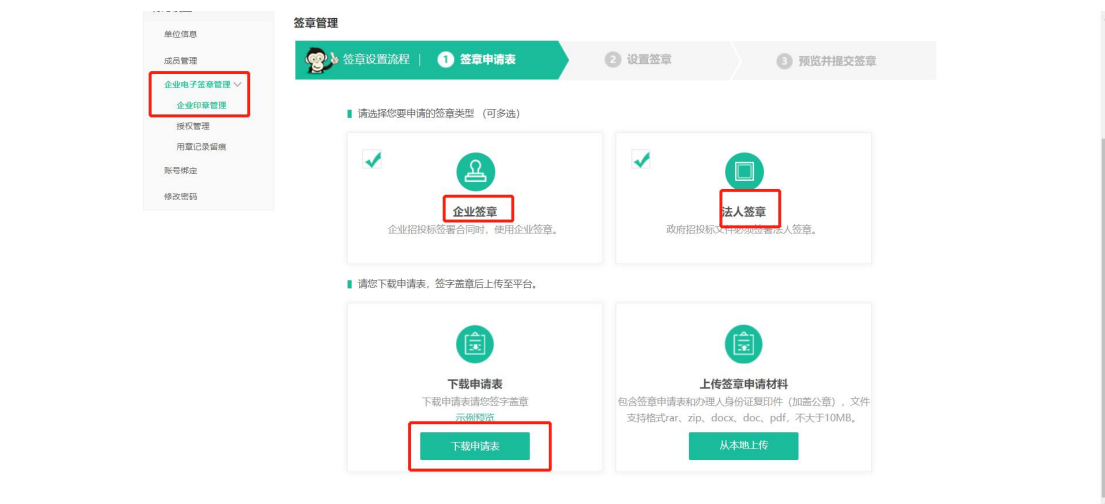 单位信息
成员管理
企业电子签章管理
企业印章管理
授权管理
用章记录留痕
账号绑定
修改密码
签章管理
签章设置流程 | 1 签章申请表
2 设置签章
3 预览并提交签章
请选择您要申请的签章类型 （可多选）
企业签章
企业招投标签署合同时，使用企业签章。
法人签章
政府招投标文件必须签署法人签章。
请您下载申请表，签字盖章后上传至平台。
下载申请表
下载申请表请您签字盖章
示例预览
下载申请表
上传签章申请材料
包含签章申请表和办理人身份证复印件（加盖公章），文件
支持格式rar、zip、docx、doc、pdf，不大于10MB。
从本地上传